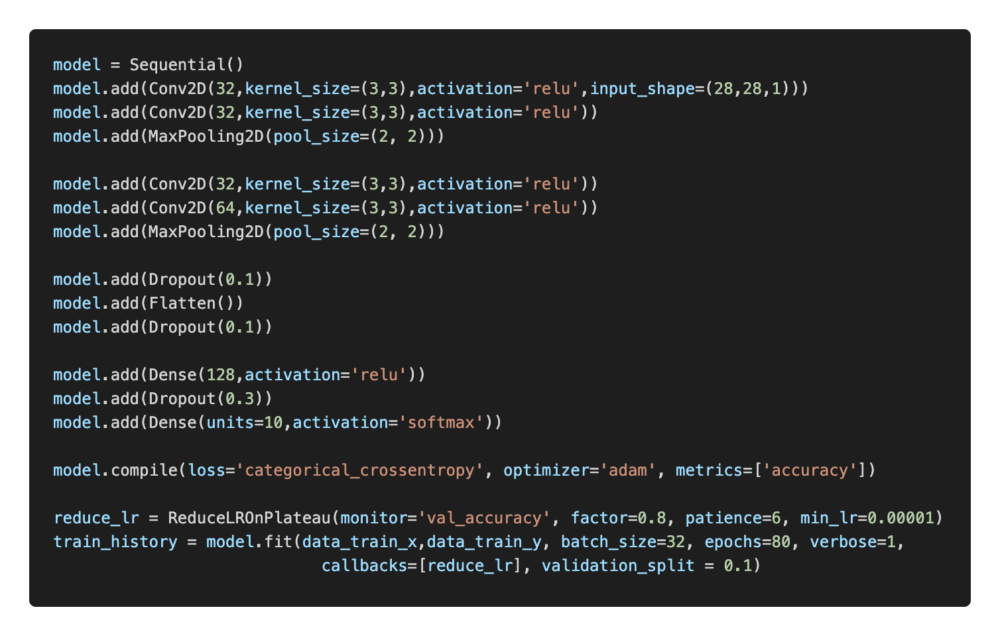 model = Sequential()
model.add(Conv2D(32,kernel_size=(3,3),activation='relu',input_shape=(28,28,1)))
model.add(Conv2D(32,kernel_size=(3,3),activation='relu'))
model.add(MaxPooling2D(pool_size=(2, 2)))
model.add(Conv2D(32,kernel_size=(3,3),activation='relu'))
model.add(Conv2D(64,kernel_size=(3,3),activation='relu'))
model.add(MaxPooling2D(pool_size=(2, 2)))
model.add(Dropout(0.1))
model.add(Flatten())
model.add(Dropout(0.1))
model.add(Dense(128,activation='relu'))
model.add(Dropout(0.3))
model.add(Dense(units=10,activation='softmax'))
model.compile(loss='categorical_crossentropy', optimizer='adam', metrics=['accuracy'])
reduce_lr = ReduceLROnPlateau(monitor='val_accuracy', factor=0.8, patience=6, min_lr=0.00001)
train_history = model.fit(data_train_x,data_train_y, batch_size=32, epochs=80, verbose=1,
callbacks=[reduce_lr], validation_split = 0.1)